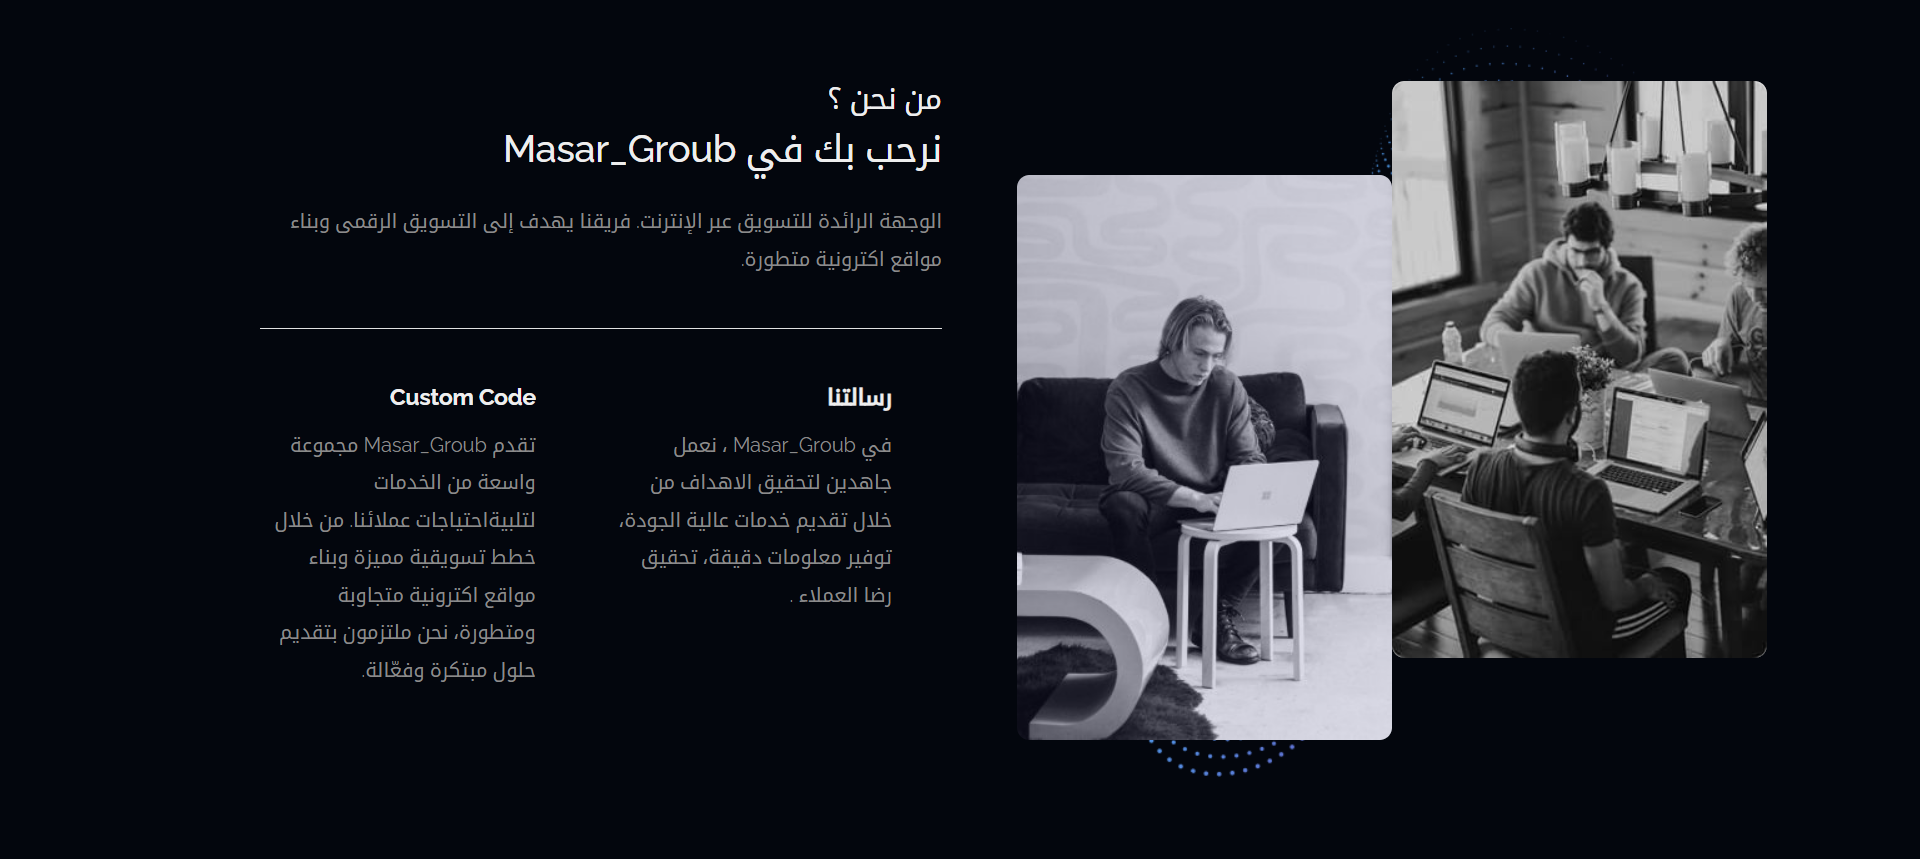 من نحن ؟
نرحب بك في Masar_Groub
الوجهة الرائدة للتسويق عبر الإنترنت. فريقنا يهدف إلى التسويق الرقمى وبناء
مواقع اكترونية متطورة.
رسالتنا
في Masar_Groub ، نعمل
جاهدين لتحقيق الاهداف من
خلال تقديم خدمات عالية الجودة،
توفير معلومات دقيقة، تحقيق
رضا العملاء .
Custom Code
تقدم Masar_Groub مجموعة
واسعة من الخدمات
لتلبيةاحتياجات عملائنا. من خلال
خطط تسويقية مميزة وبناء
مواقع اكترونية متجاوبة
ومتطورة، نحن ملتزمون بتقديم
حلول مبتكرة وفعّالة.